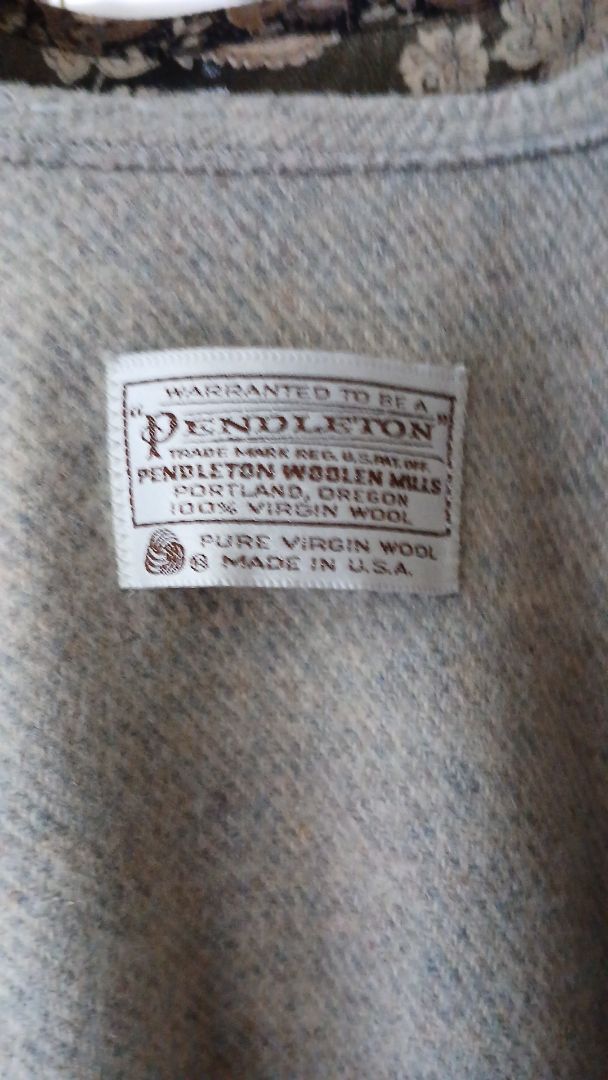 WARRANTED TO BE A
"PENDLETON"
TRADE MARK REG. U.S. PAT. OFF.
PENDLETON WOOLEN MILLS
PORTLAND, OREGON
100% VIRGIN WOOL
PURE VIRGIN WOOL
® MADE IN U.S.A.